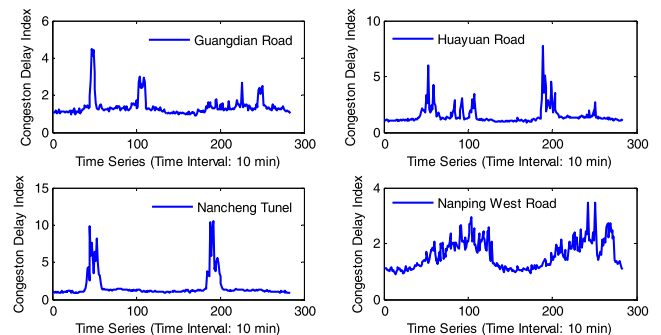 6
4
2
0
Congeston Delay Index
Guangdian Road
0 100 200 300
Time Series (Time Interval: 10 min)
10
5
0
Congeston Delay Index
Huayuan Road
0 100 200 300
Time Series (Time Interval: 10 min)
15
10
5
0
Congeston Delay Index
Nancheng Tunel
0 100 200 300
Time Series (Time Interval: 10 min)
4
2
0
Congeston Delay Index
Nanping West Road
0 100 200 300
Time Series (Time Interval: 10 min)